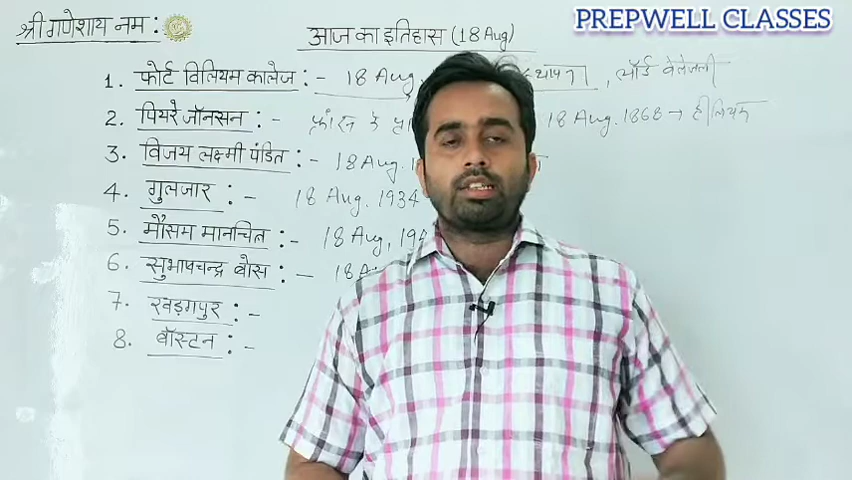 PREPWELL CLASSES
श्री गणेशाय नम :
आज का इतिहास (18 Aug)
1. फोर्ट विलियम कालेज :- 18 Aug. स्थापना, लॉर्ड वेलेजली
2. पियरे जॉनसन :- फ्रांस के 18 Aug. 1868 → हीलियम
3. विजय लक्ष्मी पंडित :- 18 Aug.
4. गुलजार :- 18 Aug. 1934
5. मौसम मानचित्र :- 18 Aug,
6. सुभाषचन्द्र बोस :- 18
7. खड़गपुर :-
8. बॉस्टन :-